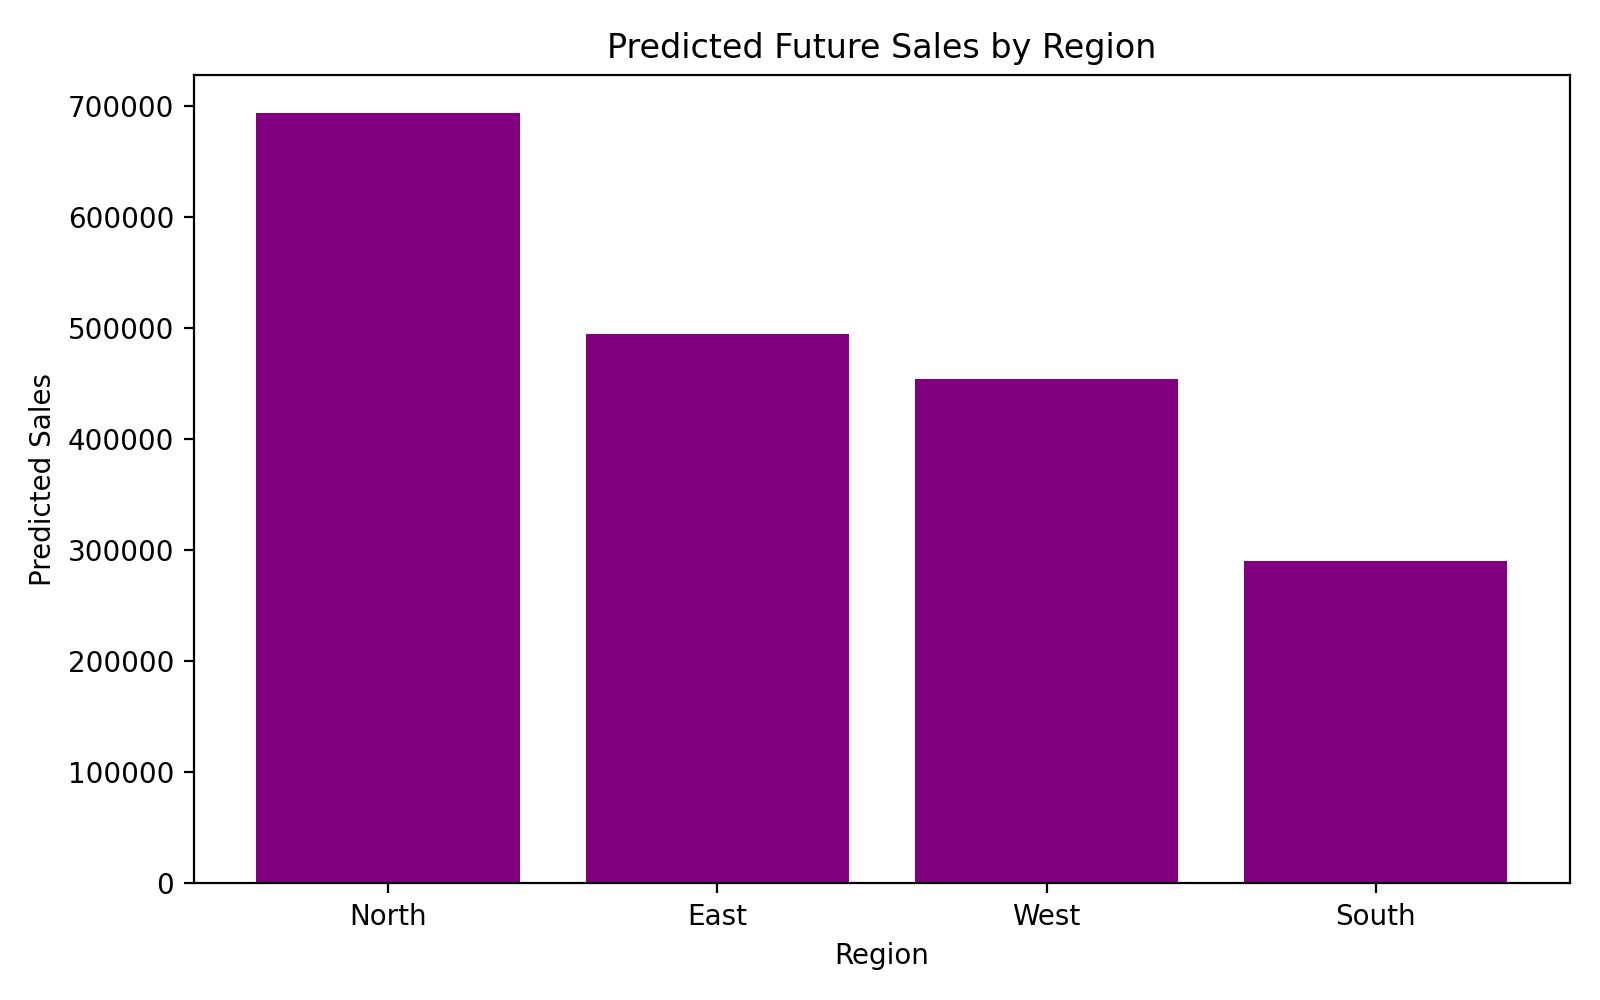 Predicted Future Sales by Region
700000
600000
500000
400000
300000
200000
100000
0
Predicted Sales
North East West South
Region